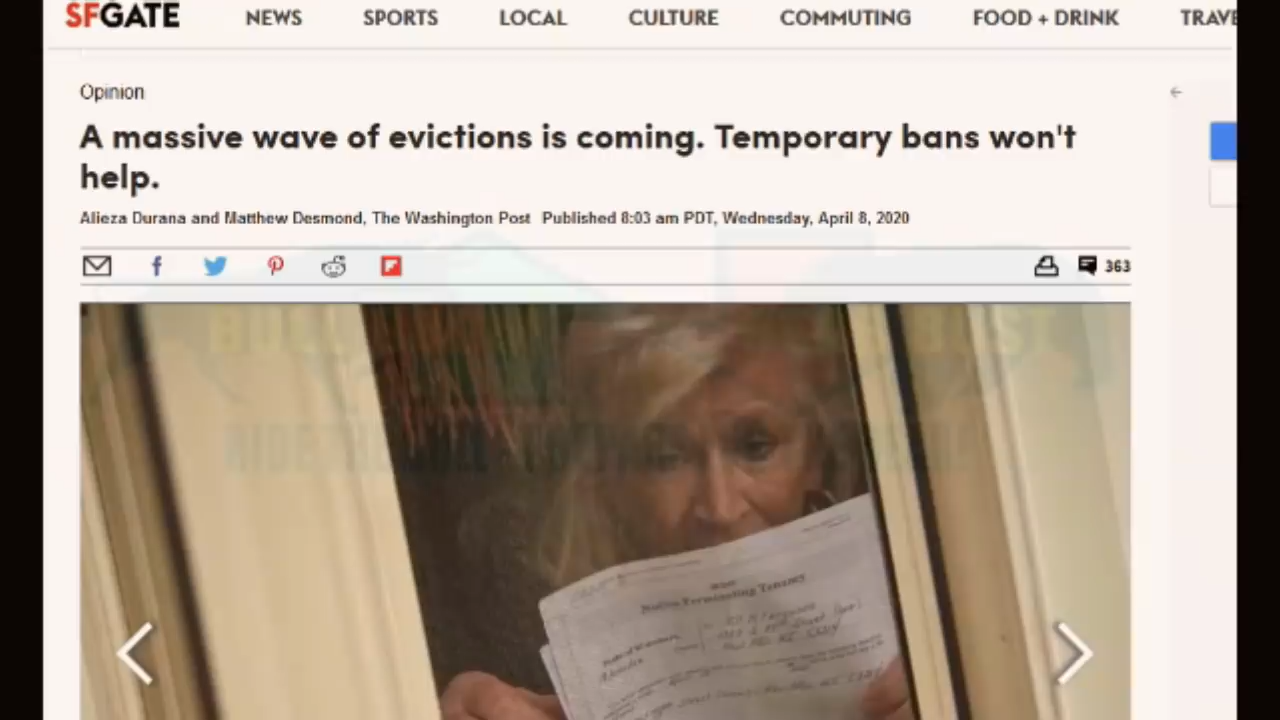 SFGATE NEWS SPORTS LOCAL CULTURE COMMUTING FOOD + DRINK TRAVE
Opinion
A massive wave of evictions is coming. Temporary bans won't
help.
Alieza Durana and Matthew Desmond, The Washington Post Published 8:03 am PDT, Wednesday, April 8, 2020
363
Notice Terminating Tenancy